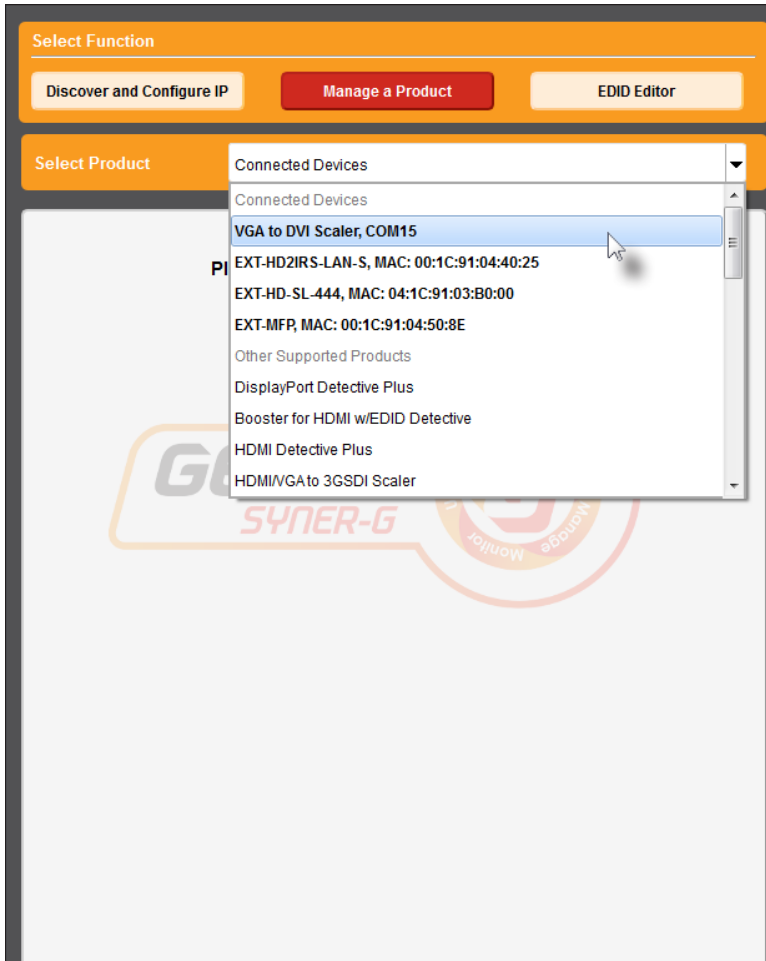 Select Function
Discover and Configure IP
Manage a Product
EDID Editor
Select Product
Connected Devices
Connected Devices
VGA to DVI Scaler, COM15
EXT-HD2IRS-LAN-S, MAC: 00:1C:91:04:40:25
EXT-HD-SL-444, MAC: 04:1C:91:03:B0:00
EXT-MFP, MAC: 00:1C:91:04:50:8E
Other Supported Products
DisplayPort Detective Plus
Booster for HDMI w/EDID Detective
HDMI Detective Plus
HDMI/VGA to 3GSDI Scaler
SYNER-G
Manage
Monitor